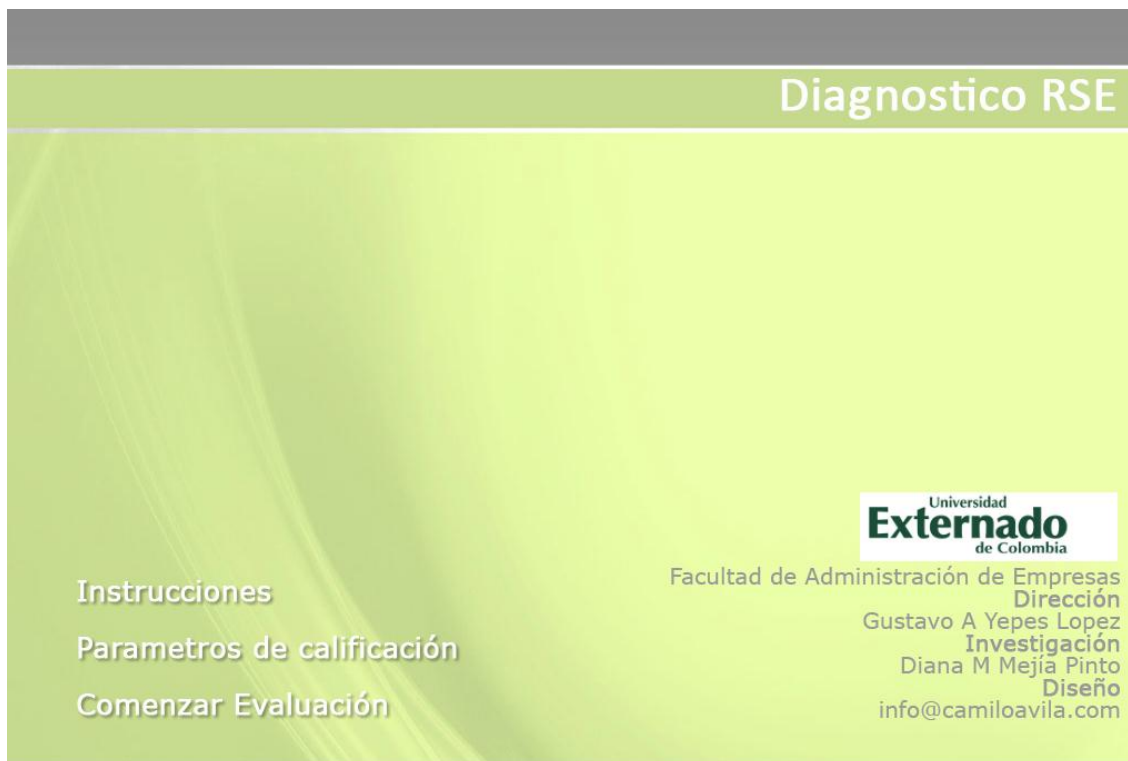 Diagnostico RSE
Universidad
Externado
de Colombia
Instrucciones
Parametros de calificación
Comenzar Evaluación
Facultad de Administración de Empresas
Dirección
Gustavo A Yepes Lopez
Investigación
Diana M Mejía Pinto
Diseño
info@camiloavila.com